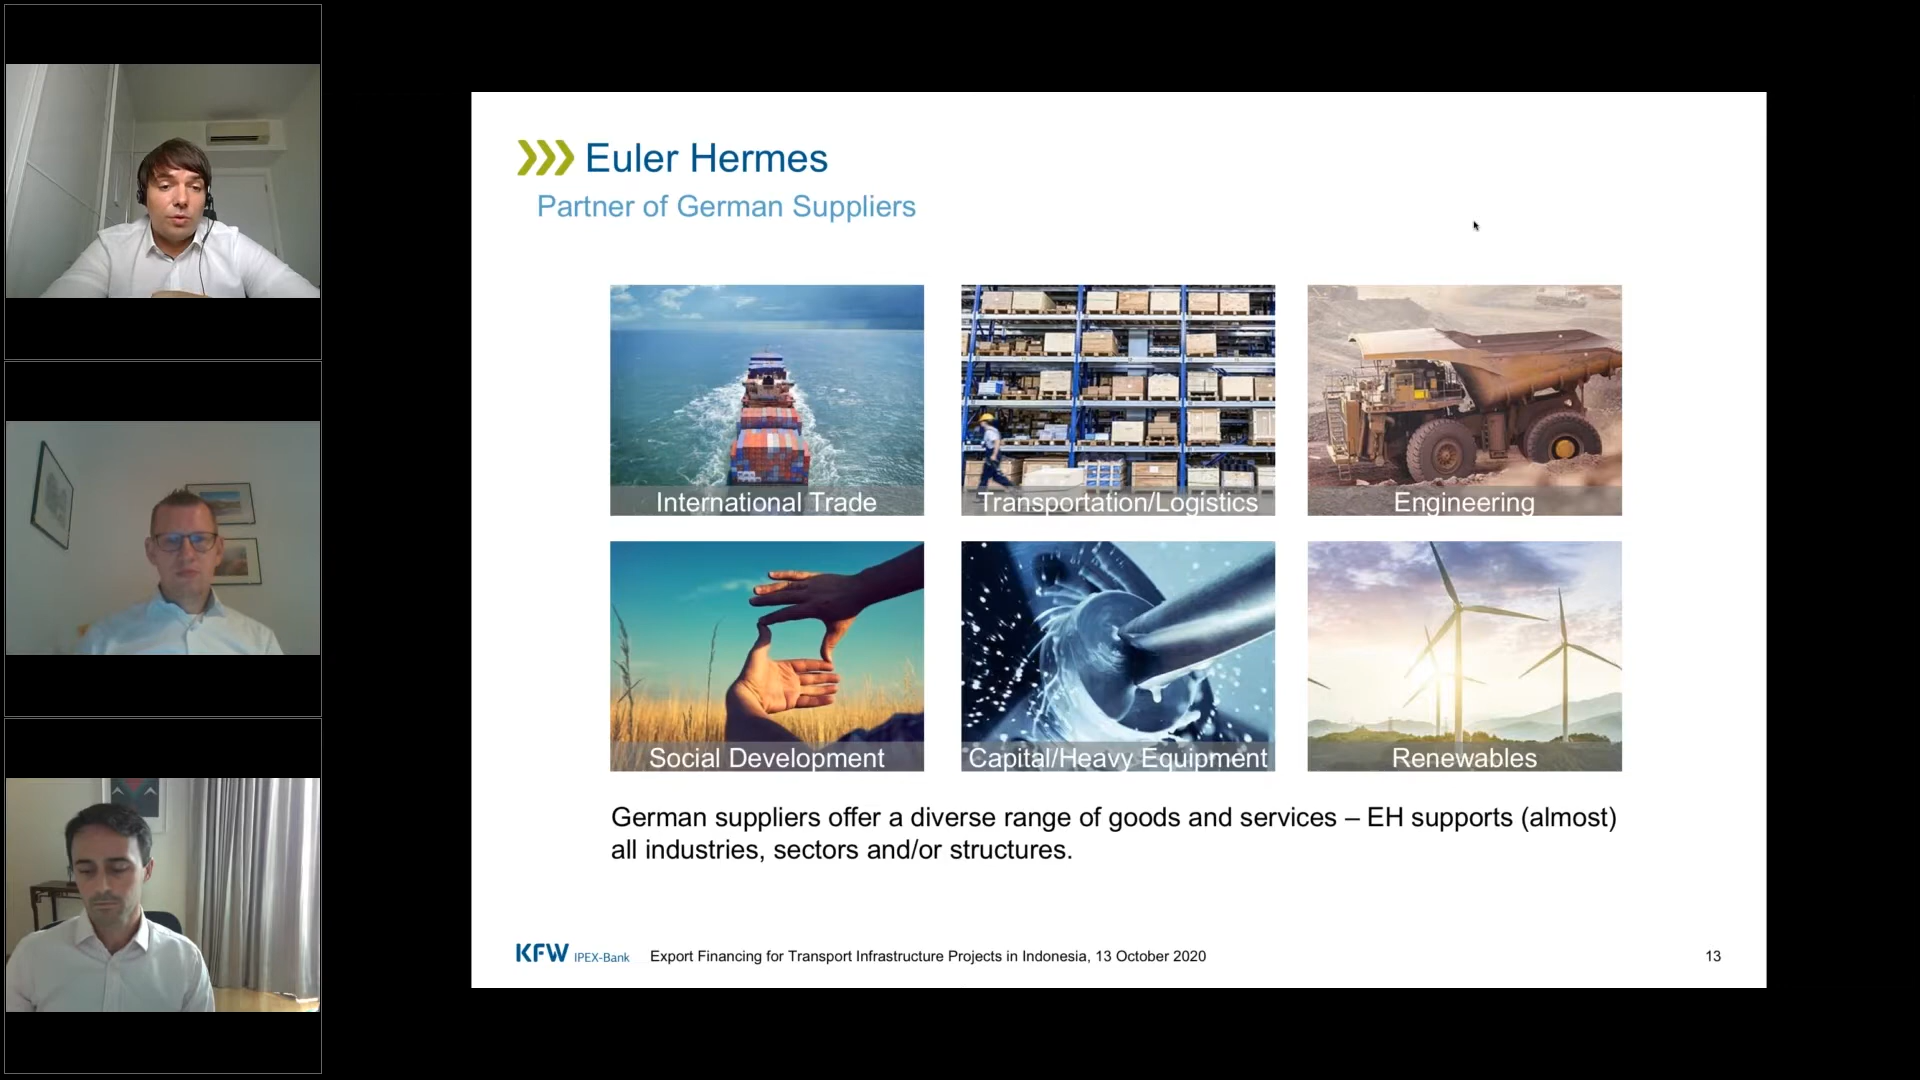 Euler Hermes
Partner of German Suppliers
International Trade
Transportation/Logistics
Engineering
Social Development
Capital/Heavy Equipment
Renewables
German suppliers offer a diverse range of goods and services – EH supports (almost)
all industries, sectors and/or structures.
KFW IPEX-Bank
Export Financing for Transport Infrastructure Projects in Indonesia, 13 October 2020
13